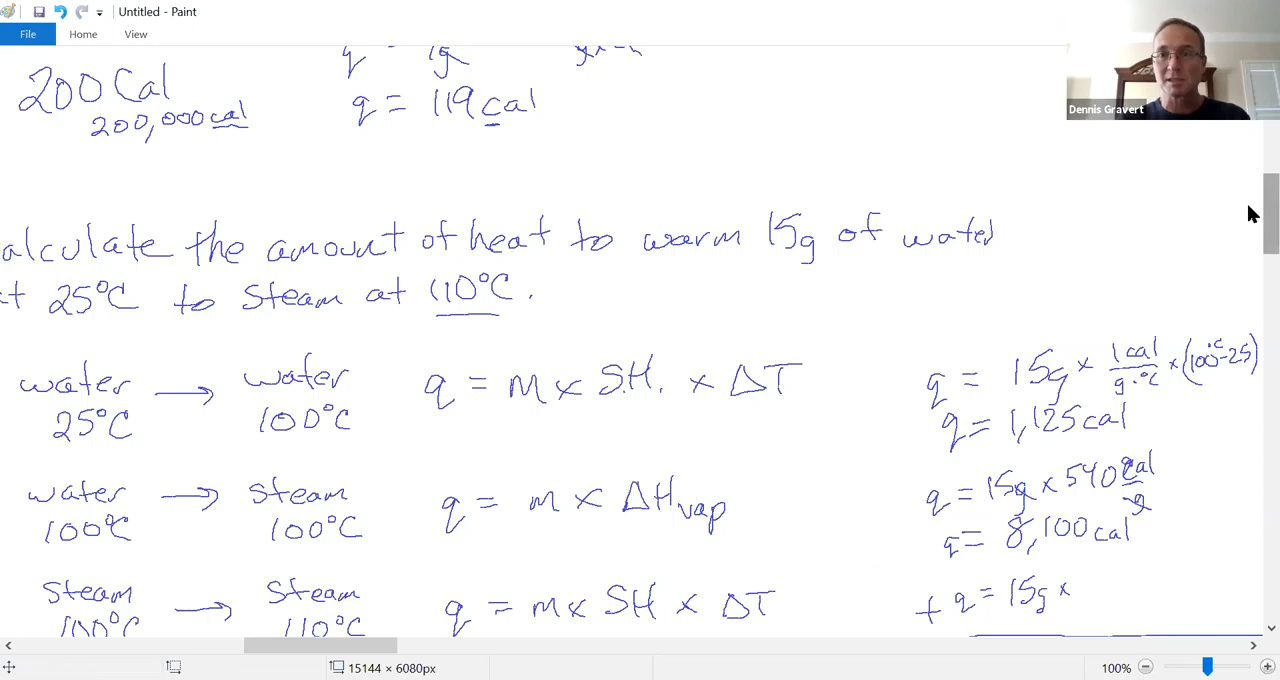 Untitled - Paint
File Home View
Dennis Gravert
200 Cal
200,000 cal
q = 119 cal
alculate the amount of heat to warm 15g of water
at 25°C to steam at 110°C.
water → water q = m x S.H. x ΔT
25°C 100°C
q = 15g x 1 cal / g·°C x (100°C-25)
q = 1,125 cal
water → steam q = m x ΔHvap
100°C 100°C
q = 15g x 540 cal / g
q = 8,100 cal
steam → steam q = m x SH x ΔT
100°C 110°C
+ q = 15g x
15144 × 6080px
100%